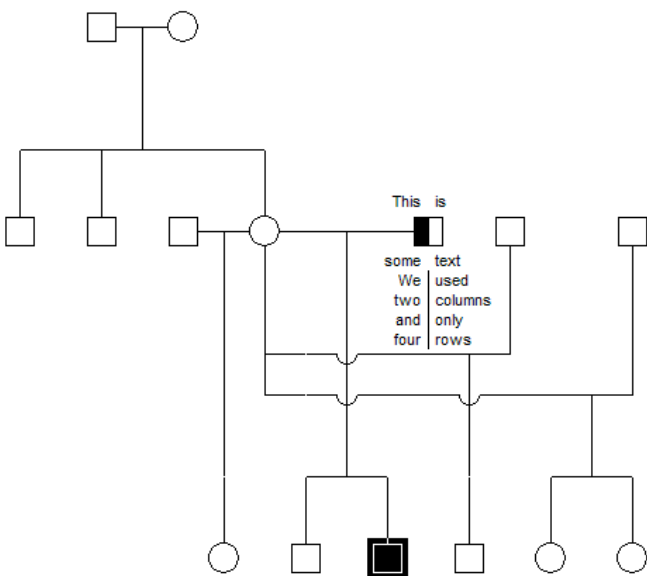 This is
some text
We used
two columns
and only
four rows